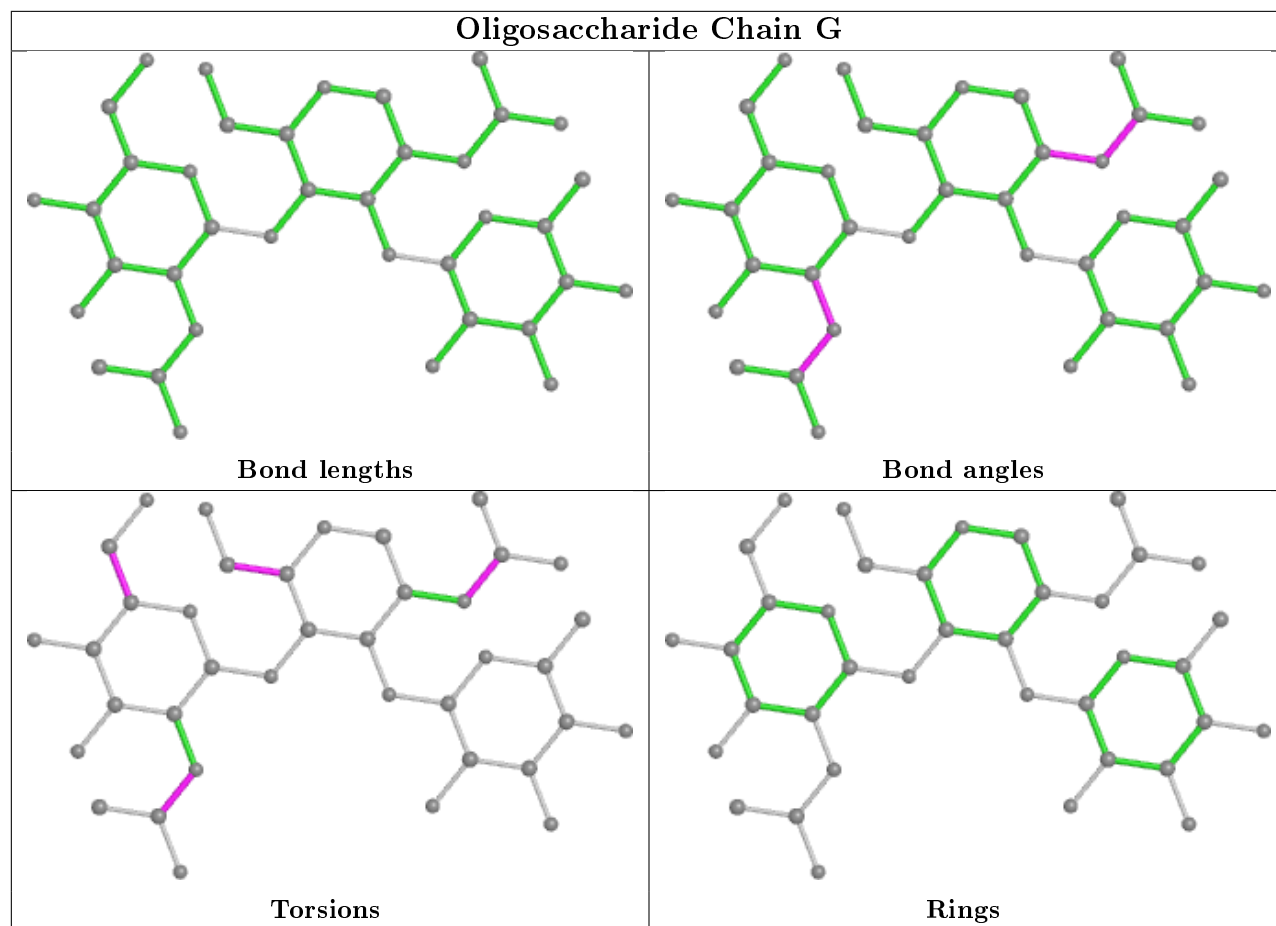 Oligosaccharide Chain G
Bond lengths
Bond angles
Torsions
Rings